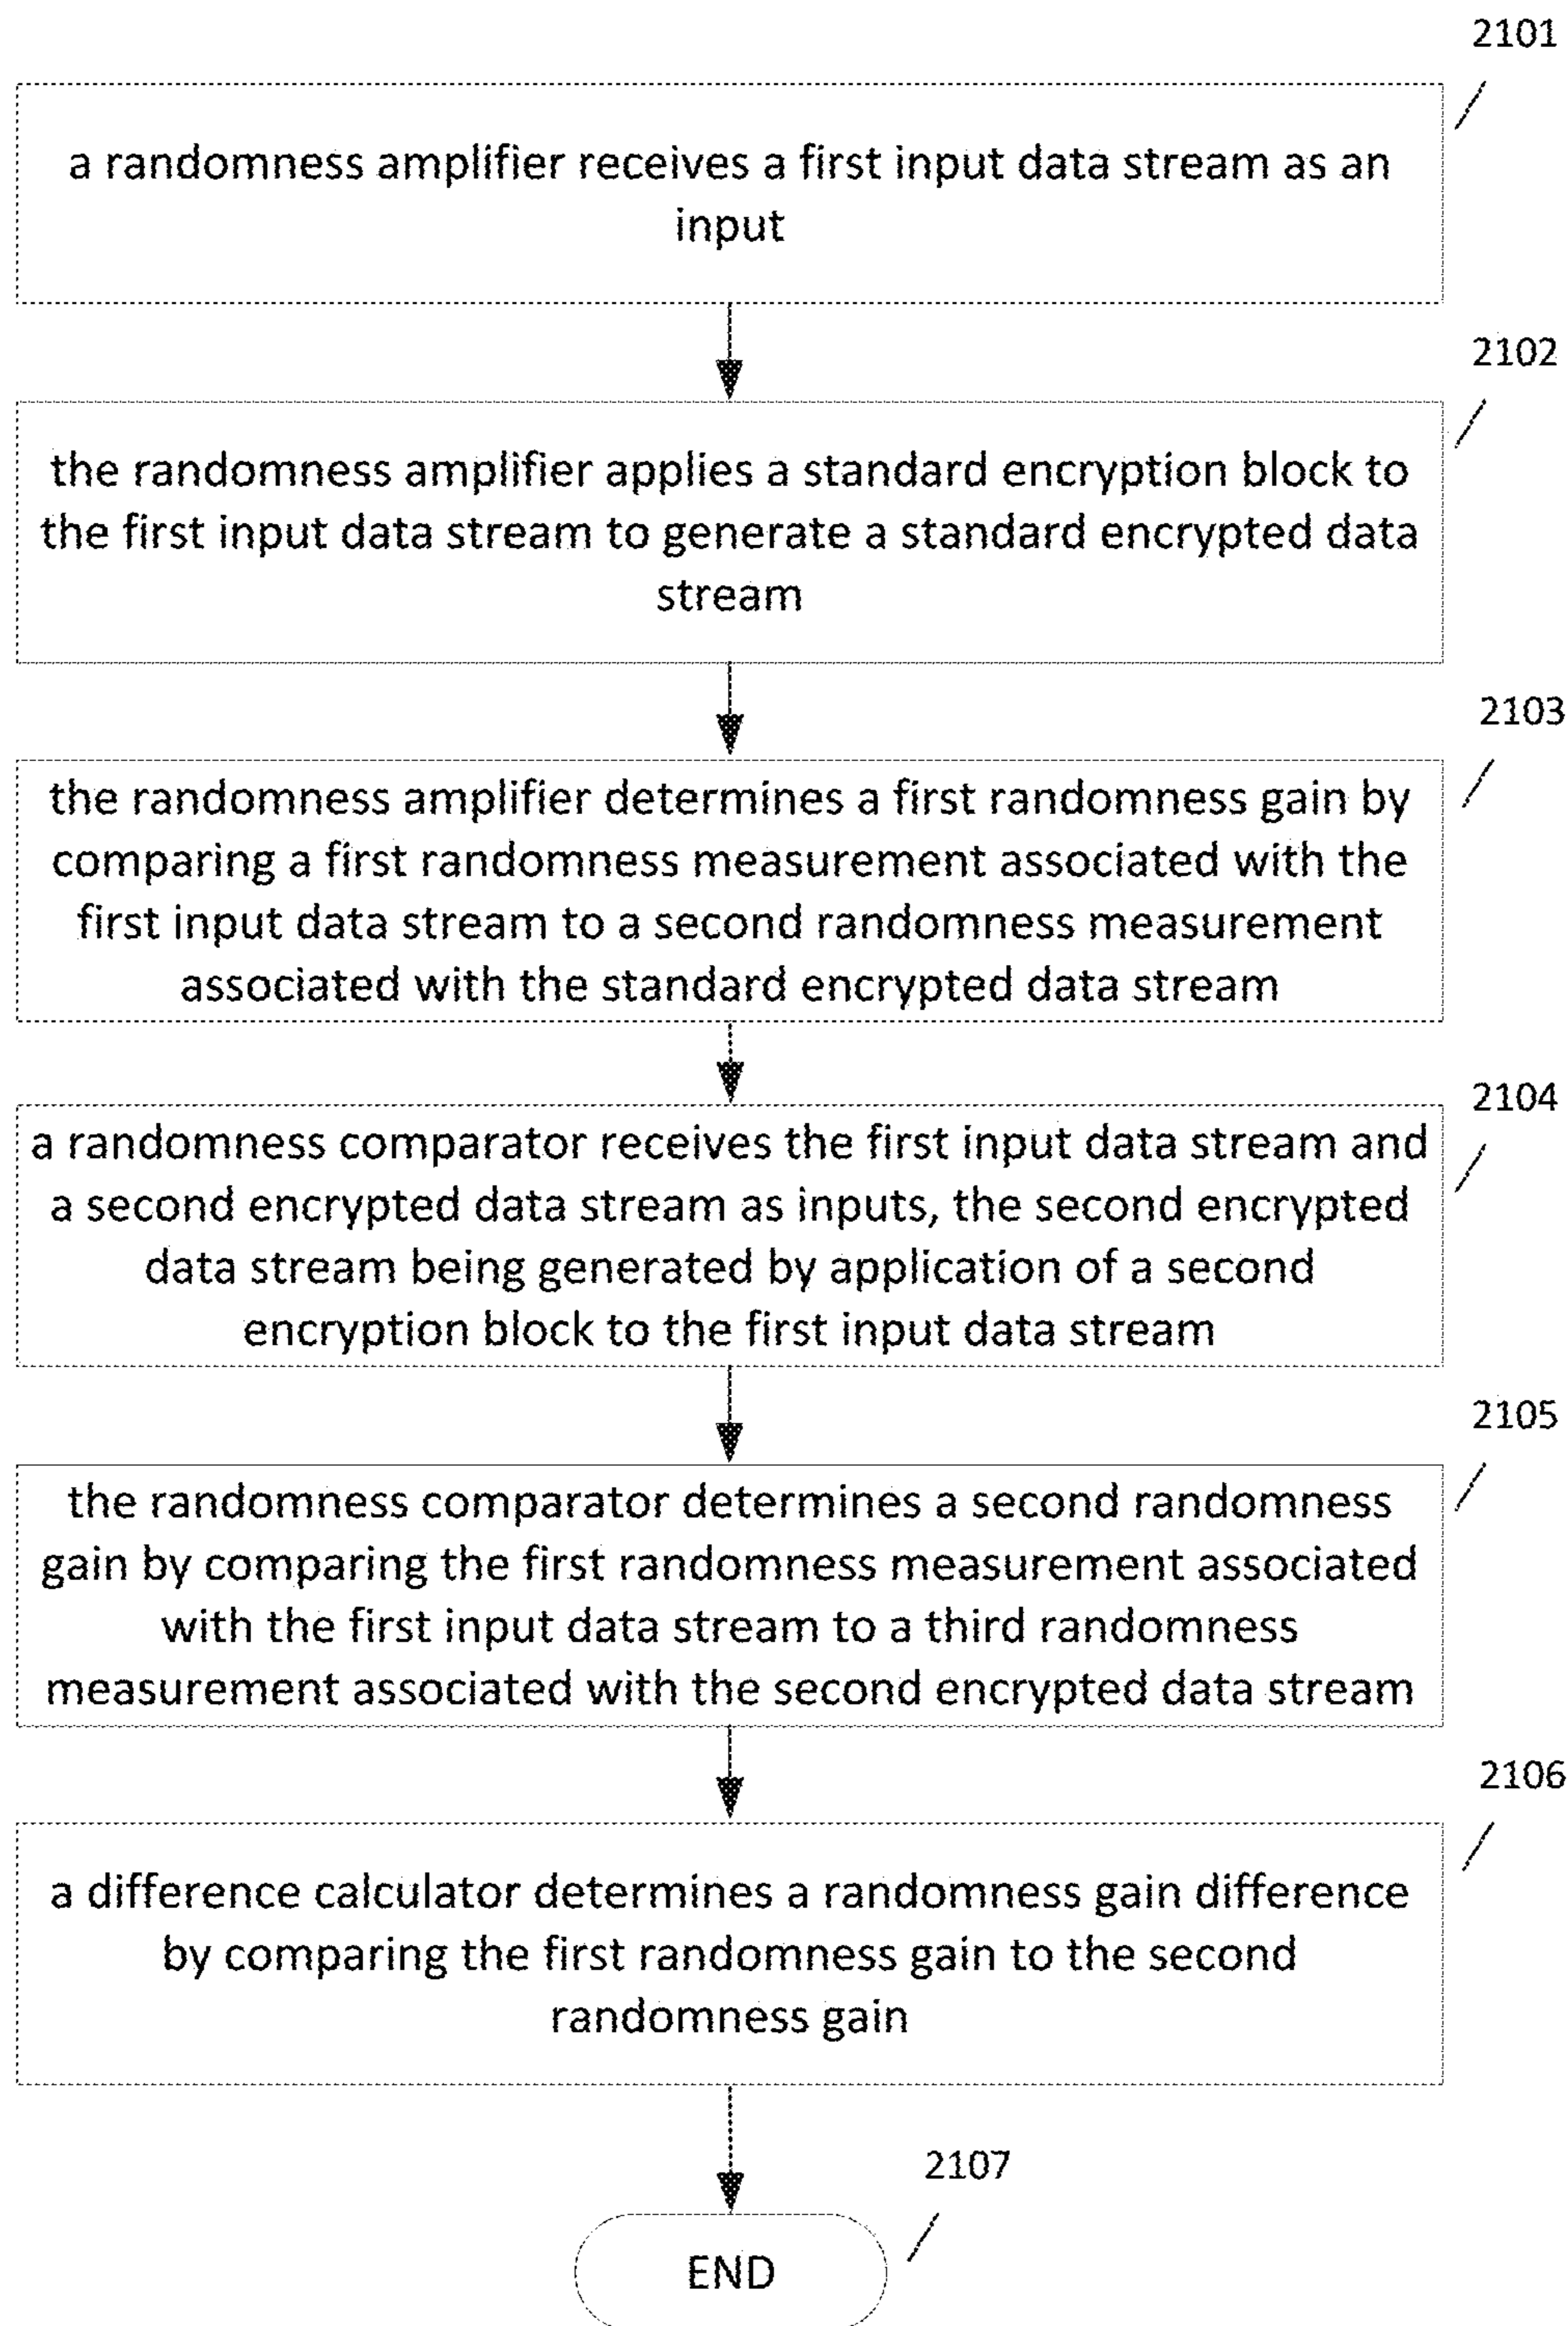 2101
a randomness amplifier receives a first input data stream as an
input
2102
the randomness amplifier applies a standard encryption block to
the first input data stream to generate a standard encrypted data
stream
2103
the randomness amplifier determines a first randomness gain by
comparing a first randomness measurement associated with the
first input data stream to a second randomness measurement
associated with the standard encrypted data stream
2104
a randomness comparator receives the first input data stream and
a second encrypted data stream as inputs, the second encrypted
data stream being generated by application of a second
encryption block to the first input data stream
2105
the randomness comparator determines a second randomness
gain by comparing the first randomness measurement associated
with the first input data stream to a third randomness
measurement associated with the second encrypted data stream
2106
a difference calculator determines a randomness gain difference
by comparing the first randomness gain to the second
randomness gain
2107
END